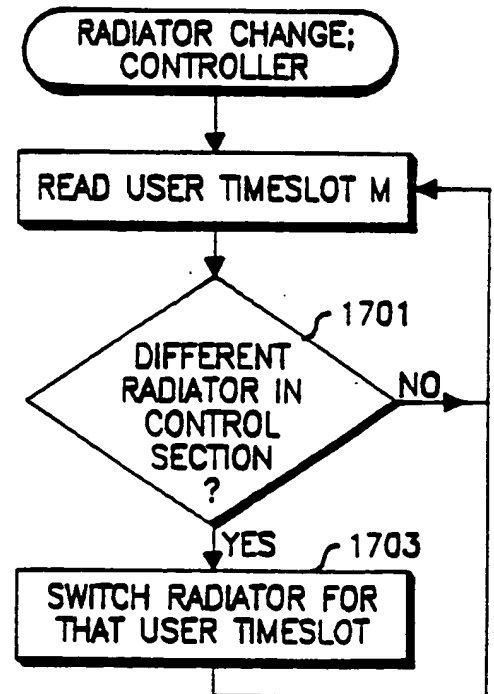 RADIATOR CHANGE;
CONTROLLER
READ USER TIMESLOT M
1701
DIFFERENT
RADIATOR IN
CONTROL
SECTION
?
NO
YES
1703
SWITCH RADIATOR FOR
THAT USER TIMESLOT